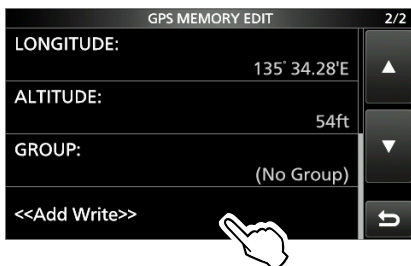 GPS MEMORY EDIT 2/2
LONGITUDE:
135° 34.28'E
ALTITUDE:
54ft
GROUP:
(No Group)
<<Add Write>>